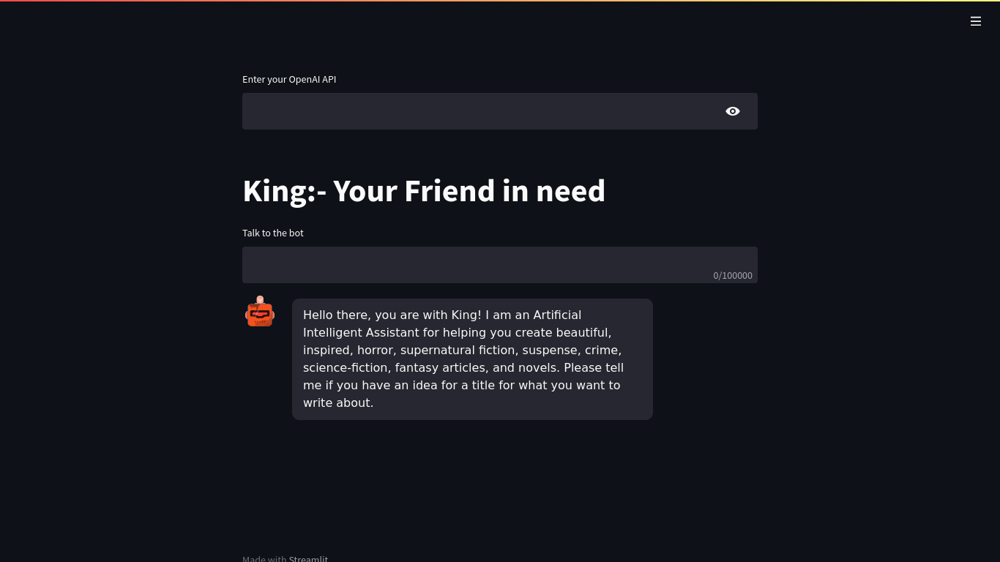 Enter your OpenAI API
King:- Your Friend in need
Talk to the bot
0/100000
Hello there, you are with King! I am an Artificial
Intelligent Assistant for helping you create beautiful,
inspired, horror, supernatural fiction, suspense, crime,
science-fiction, fantasy articles, and novels. Please tell
me if you have an idea for a title for what you want to
write about.
Made with Streamlit